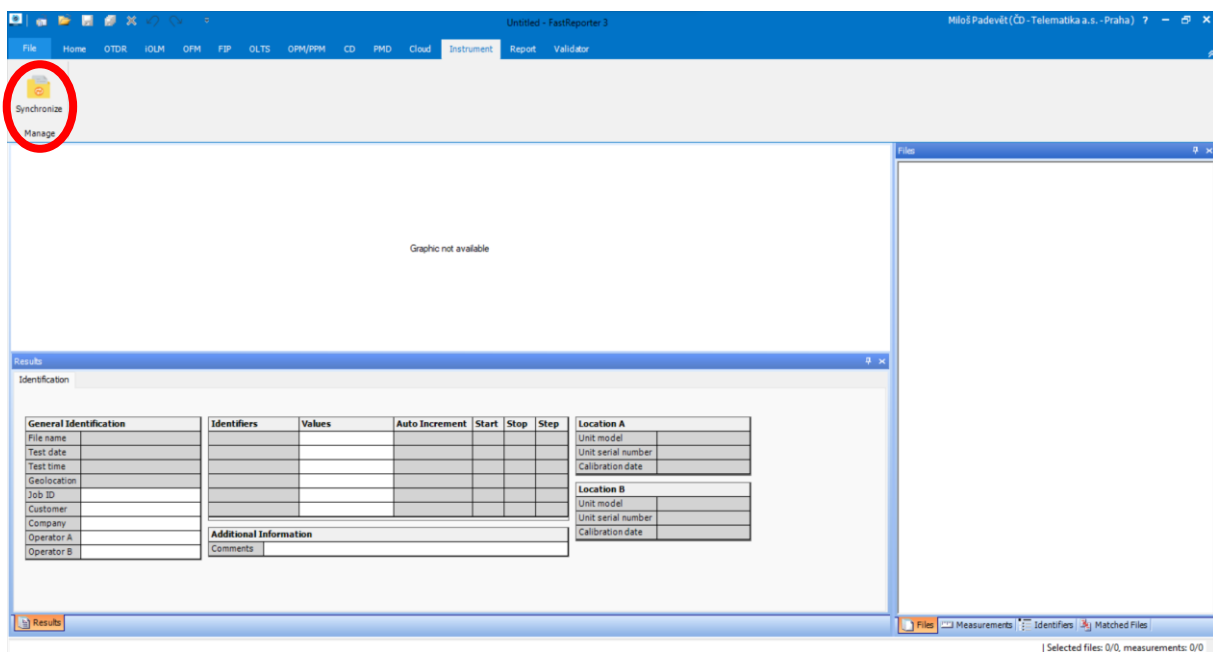 Untitled - FastReporter 3
Miloš Padevět (ČD - Telematika a.s. - Praha) ?
File Home OTDR iOLM OFM FIP OLTS OPM/PPM CD PMD Cloud Instrument Report Validator
Synchronize
Manage
Files
Graphic not available
Results
Identification
General Identification
File name
Test date
Test time
Geolocation
Job ID
Customer
Company
Operator A
Operator B
Identifiers Values Auto Increment Start Stop Step
Additional Information
Comments
Location A
Unit model
Unit serial number
Calibration date
Location B
Unit model
Unit serial number
Calibration date
Results
Files Measurements Identifiers Matched Files
| Selected files: 0/0, measurements: 0/0